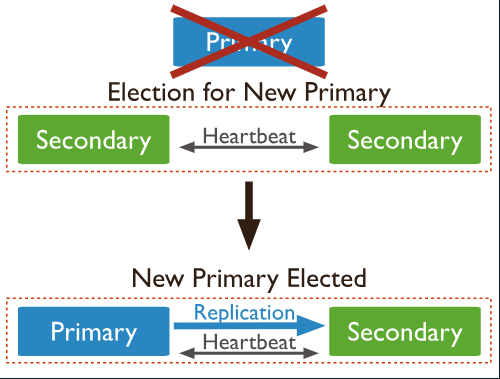 Primary
Election for New Primary
Secondary
Heartbeat
Secondary
New Primary Elected
Primary
Replication
Heartbeat
Secondary